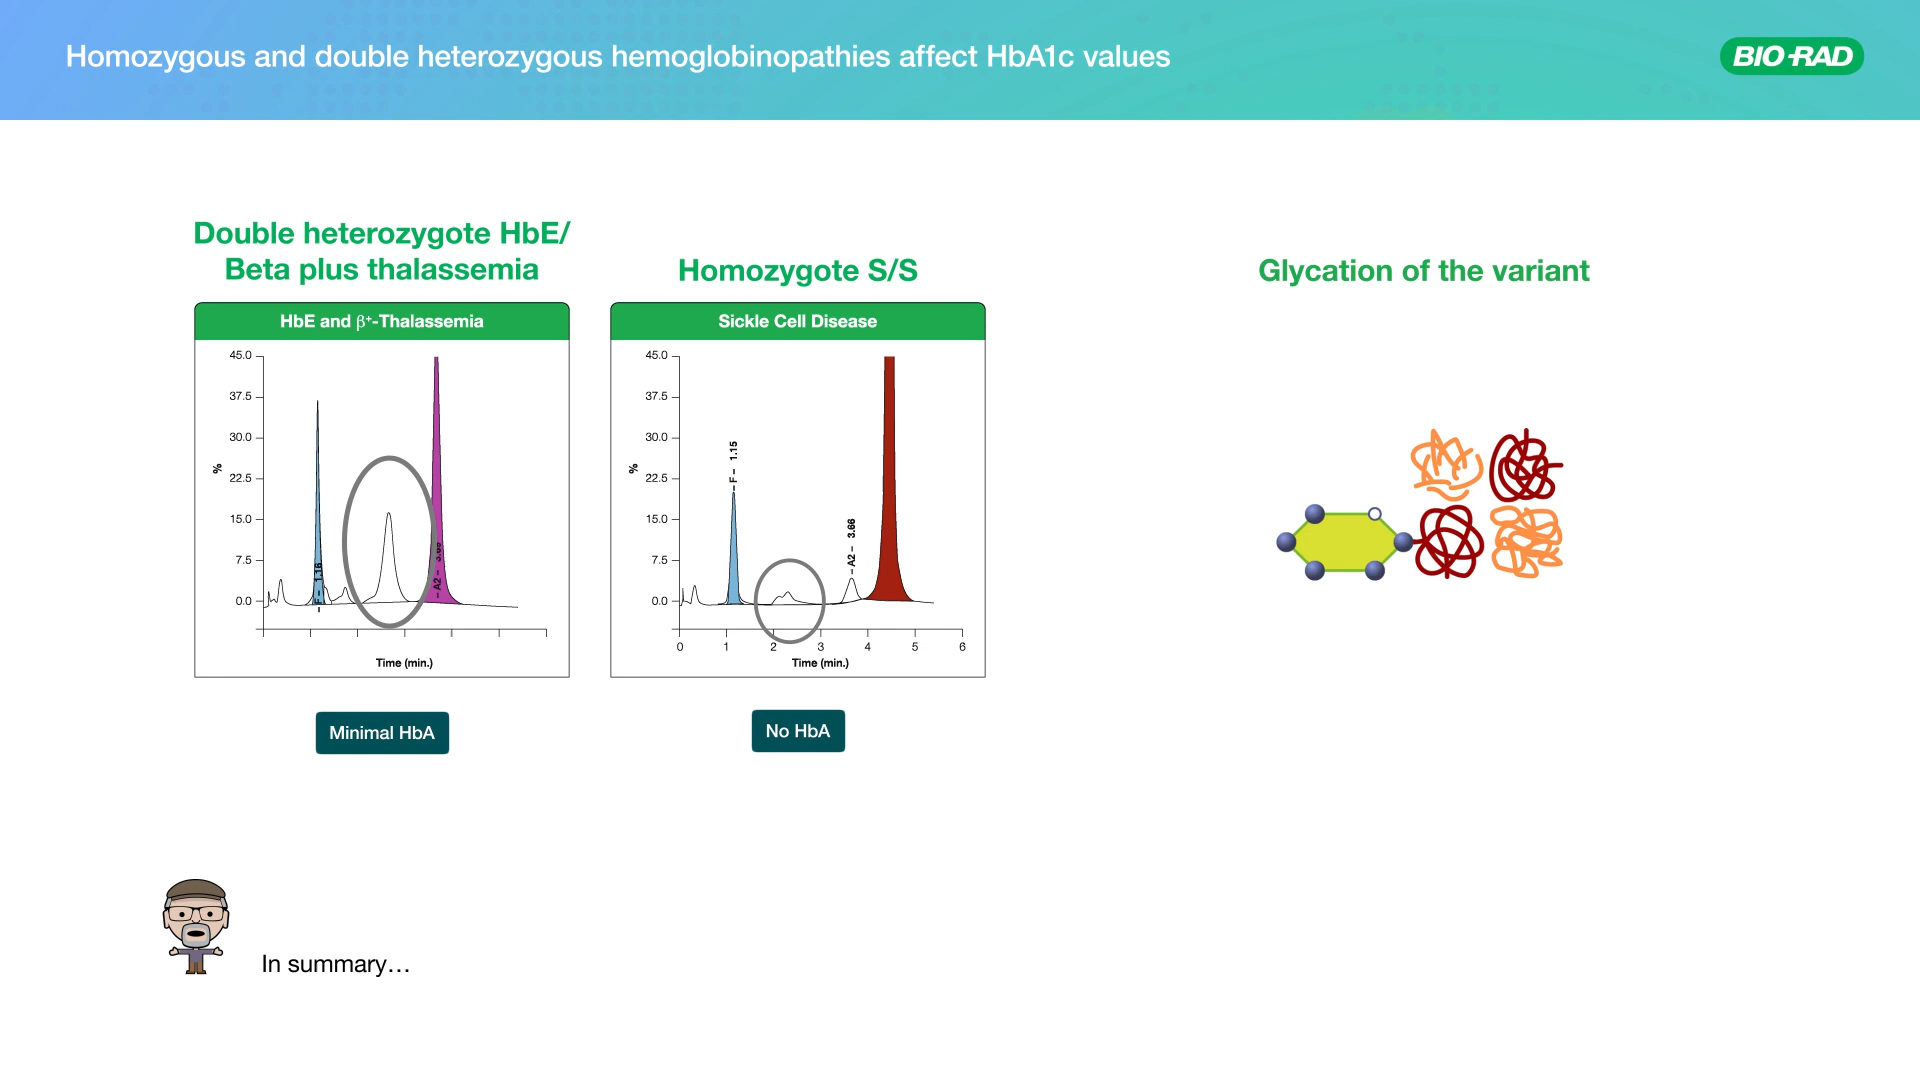 Homozygous and double heterozygous hemoglobinopathies affect HbA1c values
BIO-RAD
Double heterozygote HbE/
Beta plus thalassemia
HbE and β⁺-Thalassemia
45.0
37.5
30.0
22.5
15.0
7.5
0.0
%
F – 1.16
– A2 –
Time (min.)
Minimal HbA
Homozygote S/S
Sickle Cell Disease
45.0
37.5
30.0
22.5
15.0
7.5
0.0
%
– F – 1.15
– A2 – 3.66
0 1 2 3 4 5 6
Time (min.)
No HbA
Glycation of the variant
In summary…